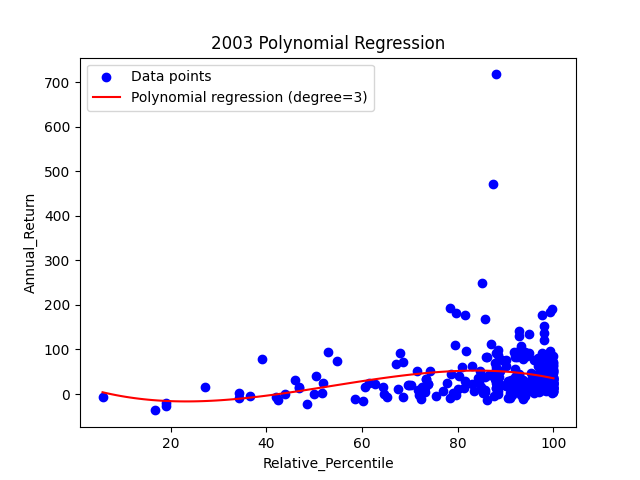 2003 Polynomial Regression
Data points
Polynomial regression (degree=3)
700
600
500
400
300
200
100
0
Annual_Return
20 40 60 80 100
Relative_Percentile